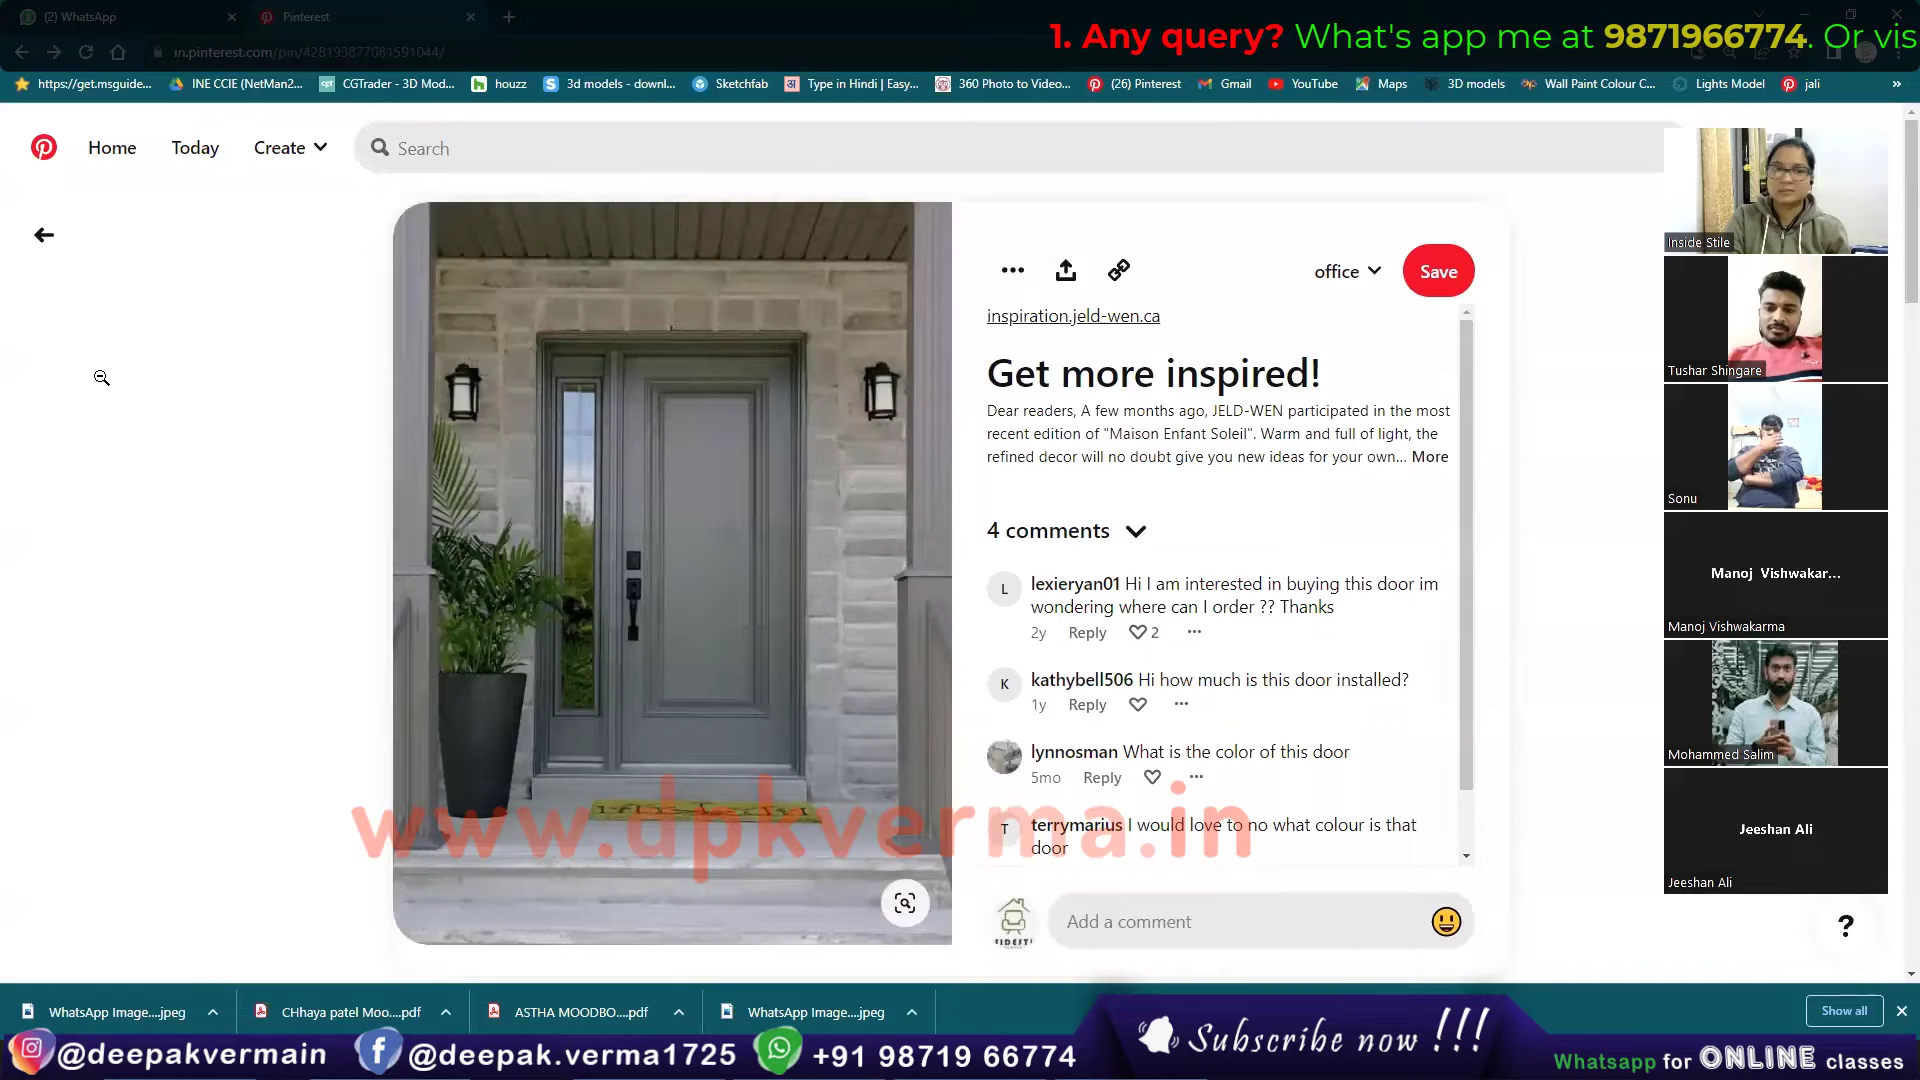 (2) WhatsApp
Pinterest
1. Any query? What's app me at 9871966774. Or vis
in.pinterest.com/pin/428193877081591044/
https://get.msguide...
INE CCIE (NetMan2...
CGTrader - 3D Mod...
houzz
3d models - downl...
Sketchfab
Type in Hindi | Easy...
360 Photo to Video...
(26) Pinterest
Gmail
YouTube
Maps
3D models
Wall Paint Colour C...
Lights Model
jali
Home
Today
Create
Search
office
Save
inspiration.jeld-wen.ca
Get more inspired!
Dear readers, A few months ago, JELD-WEN participated in the most
recent edition of "Maison Enfant Soleil". Warm and full of light, the
refined decor will no doubt give you new ideas for your own... More
4 comments
L
lexieryan01 Hi I am interested in buying this door im
wondering where can I order ?? Thanks
2y Reply 2
K
kathybell506 Hi how much is this door installed?
1y Reply
lynnosman What is the color of this door
5mo Reply
T
terrymarius I would love to no what colour is that
door
Add a comment
www.dpkverma.in
Inside Stile
Tushar Shingare
Sonu
Manoj Vishwakar...
Manoj Vishwakarma
Mohammed Salim
Jeeshan Ali
Jeeshan Ali
?
WhatsApp Image....jpeg
CHhaya patel Moo....pdf
ASTHA MOODBO....pdf
WhatsApp Image....jpeg
Show all
@deepakvermain
@deepak.verma1725
+91 98719 66774
Subscribe now !!!
Whatsapp for ONLINE classes